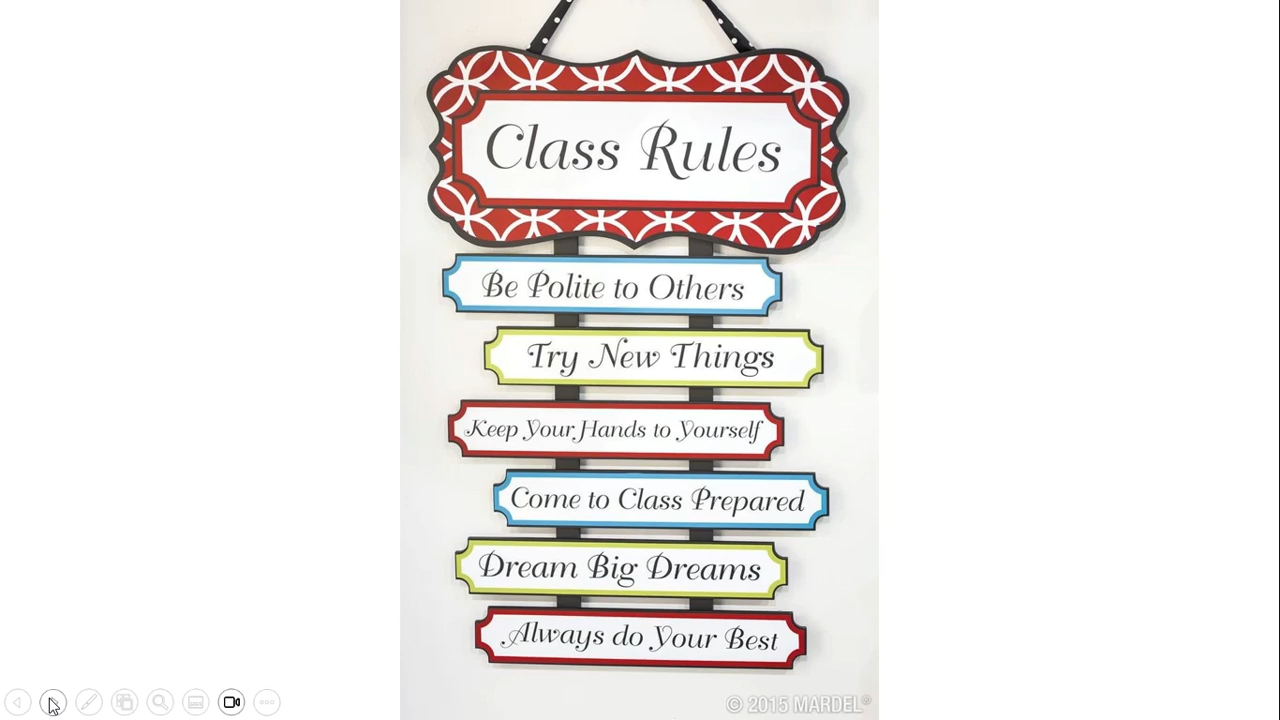 Class Rules
Be Polite to Others
Try New Things
Keep Your Hands to Yourself
Come to Class Prepared
Dream Big Dreams
Always do Your Best
© 2015 MARDEL®